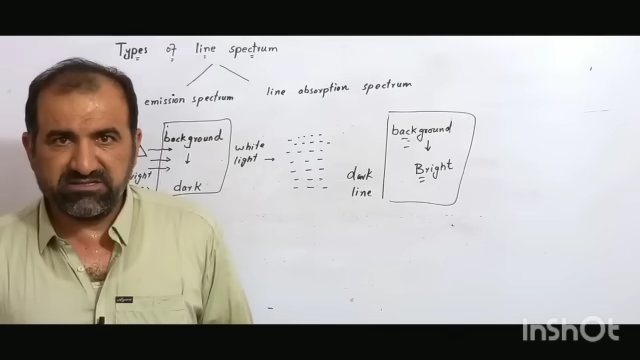 Types of line spectrum
emission spectrum
line absorption spectrum
background
dark
white
light →
dark
line
background
Bright
InShOt